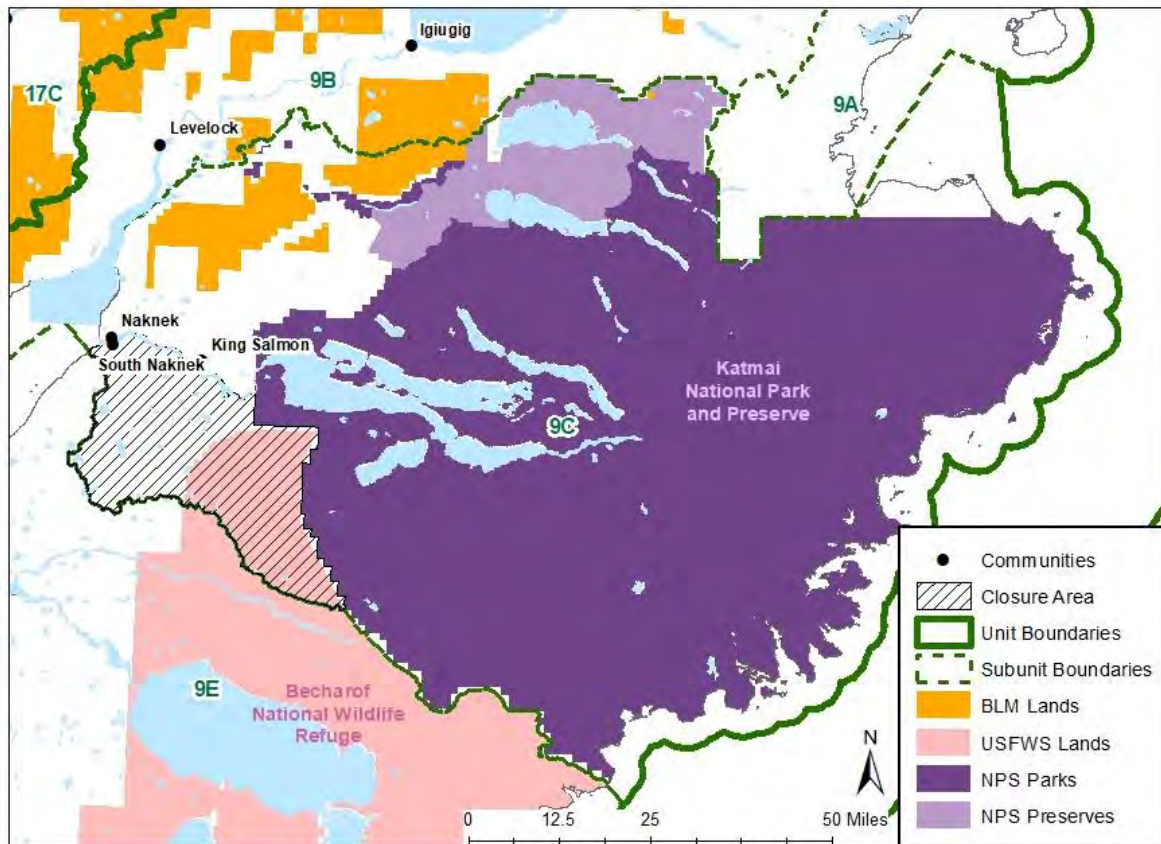 Igiugig
17C
9B
9A
Levelock
Naknek
King Salmon
South Naknek
Katmai
National Park
and Preserve
9C
9E
Becharof
National Wildlife
Refuge
N
0 12.5 25 50 Miles
Communities
Closure Area
Unit Boundaries
Subunit Boundaries
BLM Lands
USFWS Lands
NPS Parks
NPS Preserves